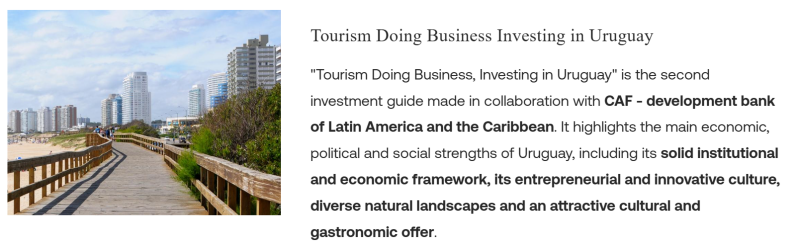 Tourism Doing Business Investing in Uruguay
"Tourism Doing Business, Investing in Uruguay" is the second
investment guide made in collaboration with CAF - development bank
of Latin America and the Caribbean. It highlights the main economic,
political and social strengths of Uruguay, including its solid institutional
and economic framework, its entrepreneurial and innovative culture,
diverse natural landscapes and an attractive cultural and
gastronomic offer.